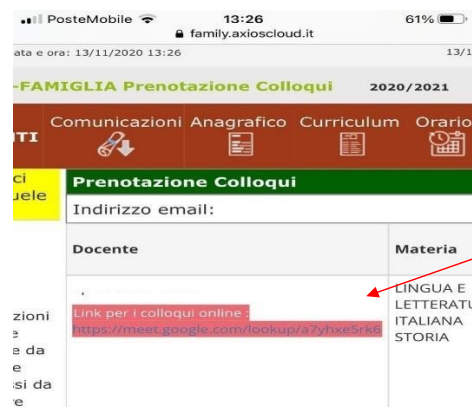 PosteMobile 13:26 61%
family.axioscloud.it
ata e ora: 13/11/2020 13:26 13/1
-FAMIGLIA Prenotazione Colloqui 2020/2021
TI Comunicazioni Anagrafico Curriculum Orario
ci
uele
Prenotazione Colloqui
Indirizzo email:
Docente Materia
.
Link per i colloqui online :
https://meet.google.com/lookup/a7yhxe5rk6
LINGUA E
LETTERATU
ITALIANA
STORIA
zioni
e
e da
e
si da
re